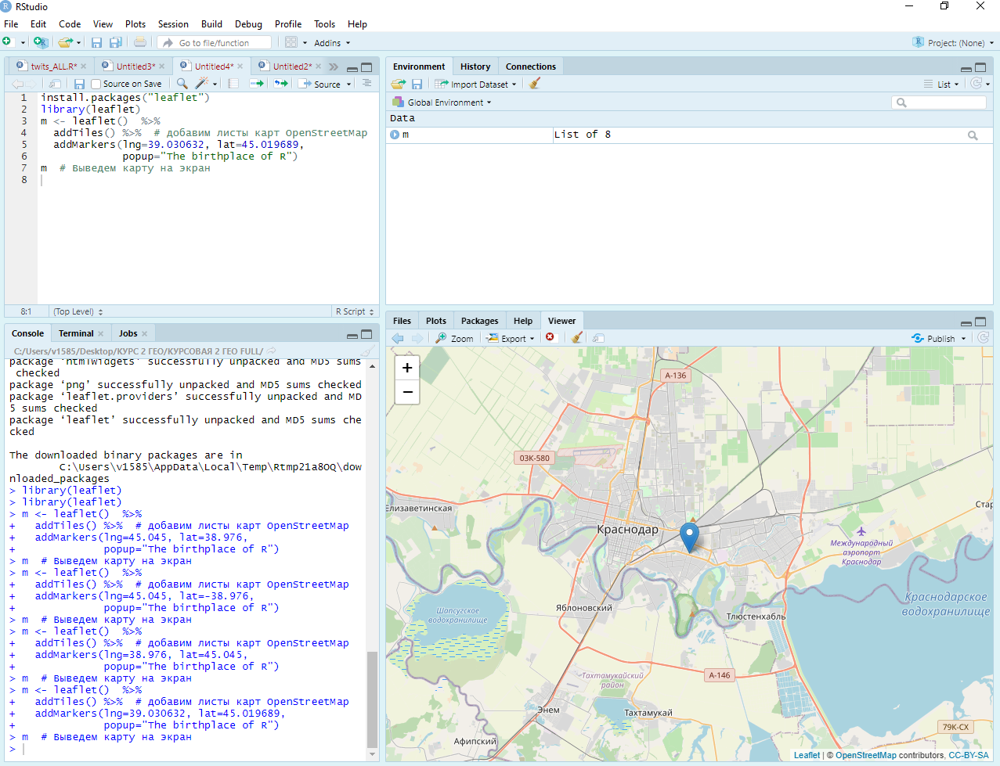 RStudio
File Edit Code View Plots Session Build Debug Profile Tools Help
Go to file/function
Addins
Project: (None)
twits_ALL.R*
Untitled3*
Untitled4*
Untitled2*
Source on Save
Source
1 install.packages("leaflet")
2 library(leaflet)
3 m <- leaflet()  %>%
4   addTiles() %>%  # добавим листы карт OpenStreetMap
5   addMarkers(lng=39.030632, lat=45.019689,
6              popup="The birthplace of R")
7 m  # Выведем карту на экран
8
8:1
(Top Level)
R Script
Console Terminal Jobs
C:/Users/v1585/Desktop/КУРС 2 ГЕО/КУРСОВАЯ 2 ГЕО FULL/
package ‘htmlwidgets’ successfully unpacked and MD5 sums
 checked
package ‘png’ successfully unpacked and MD5 sums checked
package ‘leaflet.providers’ successfully unpacked and MD
5 sums checked
package ‘leaflet’ successfully unpacked and MD5 sums che
cked
The downloaded binary packages are in
        C:\Users\v1585\AppData\Local\Temp\Rtmp21a8OQ\dow
nloaded_packages
> library(leaflet)
> library(leaflet)
> m <- leaflet()  %>%
+   addTiles() %>%  # добавим листы карт OpenStreetMap
+   addMarkers(lng=45.045, lat=38.976,
+              popup="The birthplace of R")
> m  # Выведем карту на экран
> m <- leaflet()  %>%
+   addTiles() %>%  # добавим листы карт OpenStreetMap
+   addMarkers(lng=45.045, lat=-38.976,
+              popup="The birthplace of R")
> m  # Выведем карту на экран
> m <- leaflet()  %>%
+   addTiles() %>%  # добавим листы карт OpenStreetMap
+   addMarkers(lng=38.976, lat=45.045,
+              popup="The birthplace of R")
> m  # Выведем карту на экран
> m <- leaflet()  %>%
+   addTiles() %>%  # добавим листы карт OpenStreetMap
+   addMarkers(lng=39.030632, lat=45.019689,
+              popup="The birthplace of R")
> m  # Выведем карту на экран
>
Environment History Connections
Import Dataset
List
Global Environment
Data
m List of 8
Files Plots Packages Help Viewer
Zoom
Export
Publish
+
−
А-136
03К-580
Елизаветинская
Стар
Краснодар
Международный
аэропорт
Краснодар
Краснодарское
водохранилище
Шапсугское
водохранилище
Яблоновский
Тлюстенхабль
А-146
Тахтамукайский
район
Энем
Тахтамукай
Афипский
79К-СХ
Leaflet | © OpenStreetMap contributors, CC-BY-SA